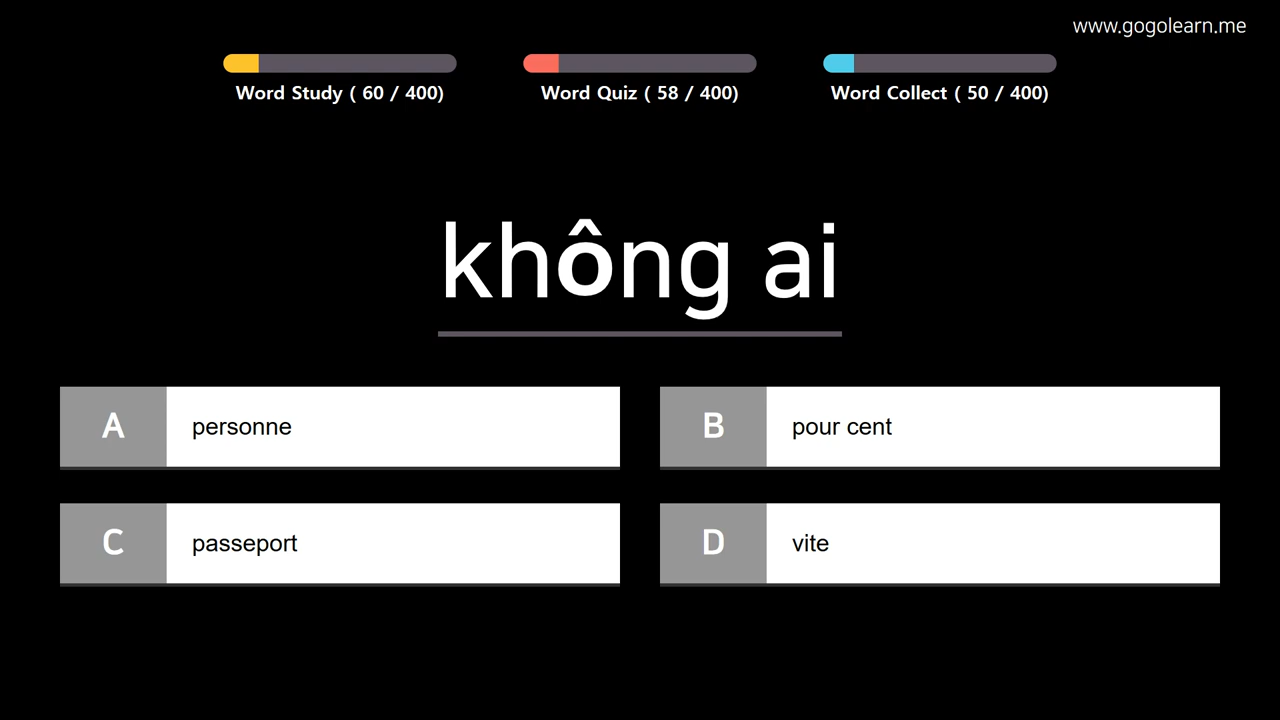 www.gogolearn.me
Word Study ( 60 / 400)
Word Quiz ( 58 / 400)
Word Collect ( 50 / 400)
không ai
A personne
B pour cent
C passeport
D vite